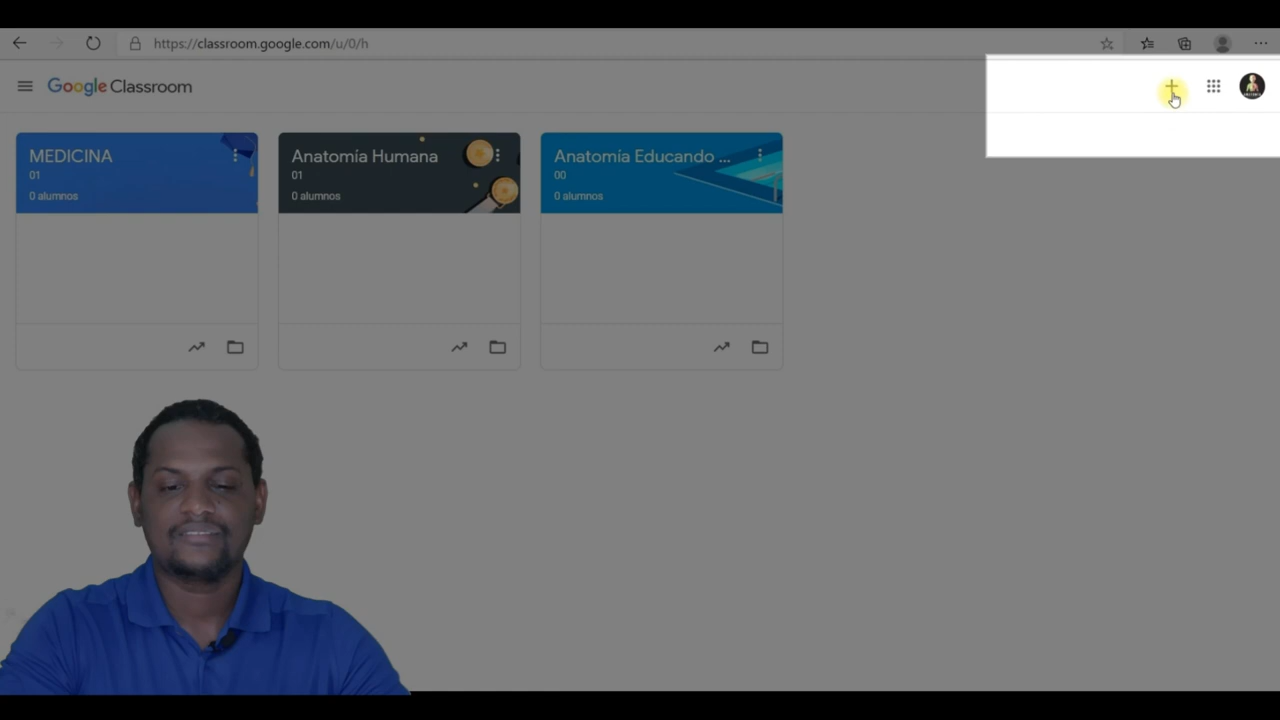 https://classroom.google.com/u/0/h
Google Classroom
MEDICINA
01
0 alumnos
Anatomía Humana
01
0 alumnos
Anatomía Educando ...
00
0 alumnos